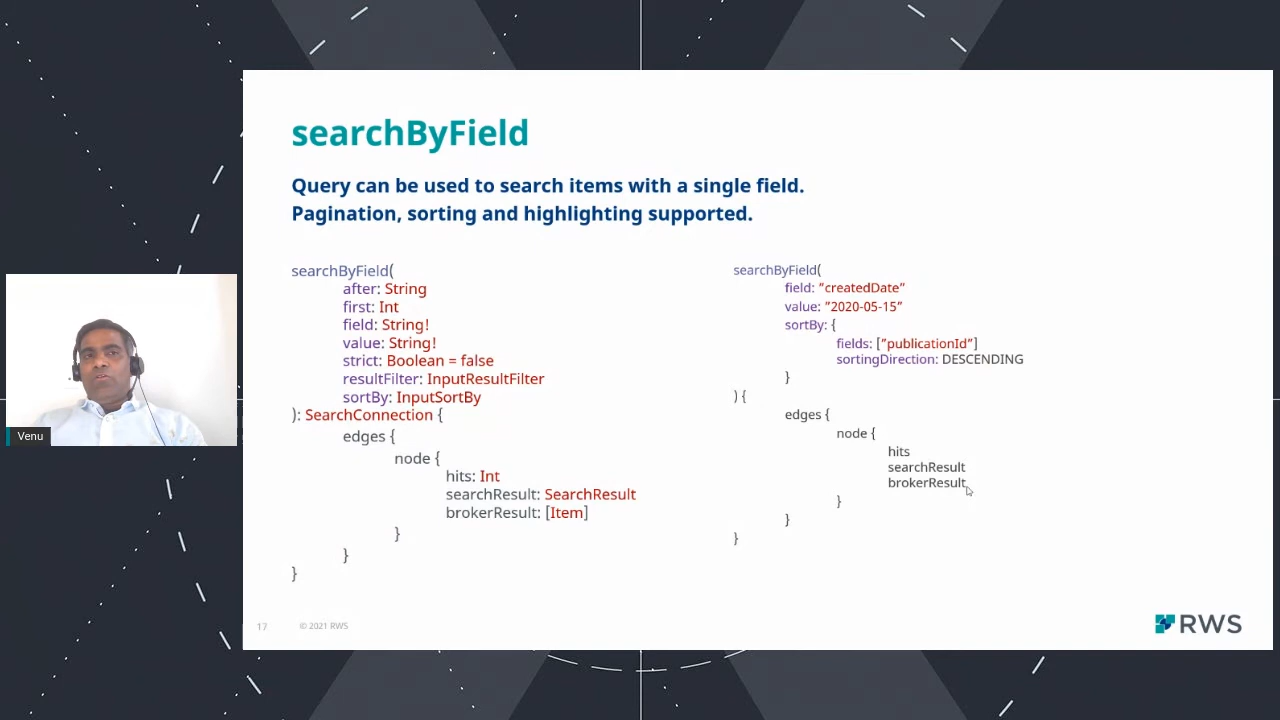 searchByField
Query can be used to search items with a single field.
Pagination, sorting and highlighting supported.
searchByField(
after: String
first: Int
field: String!
value: String!
strict: Boolean = false
resultFilter: InputResultFilter
sortBy: InputSortBy
): SearchConnection {
edges {
node {
hits: Int
searchResult: SearchResult
brokerResult: [Item]
}
}
}
searchByField(
field: ”createdDate”
value: ”2020-05-15”
sortBy: {
fields: [”publicationId”]
sortingDirection: DESCENDING
}
) {
edges {
node {
hits
searchResult
brokerResult
}
}
}
Venu
17
© 2021 RWS
RWS